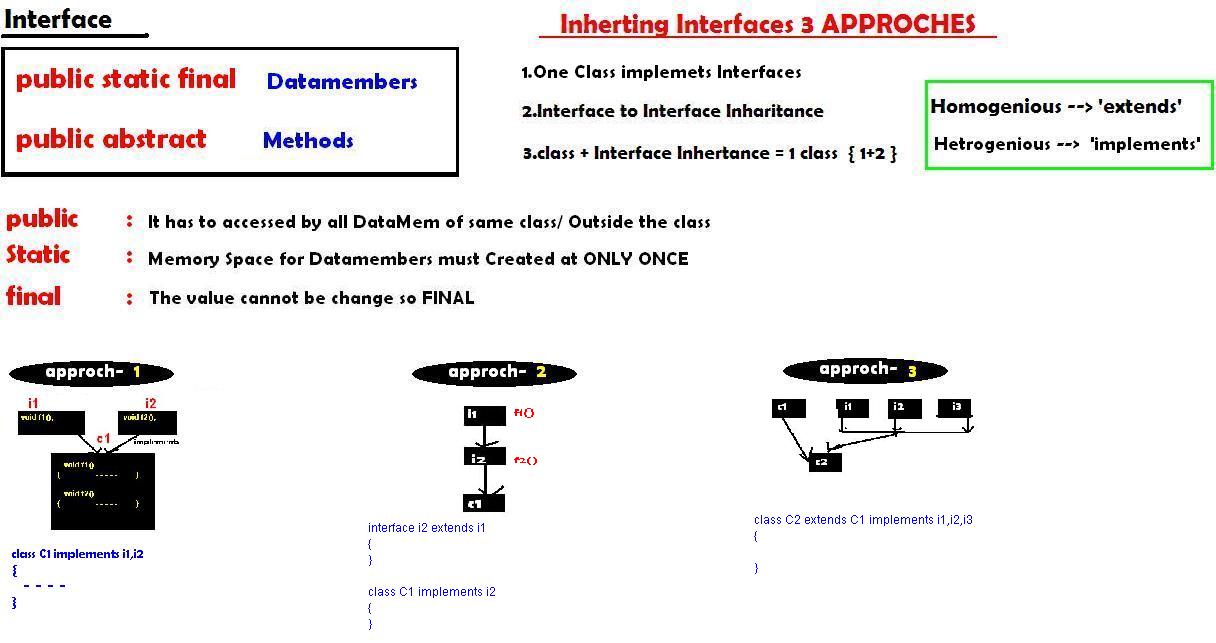 Interface
public static final Datamembers
public abstract Methods
Inherting Interfaces 3 APPROCHES
1.One Class implemets Interfaces
2.Interface to Interface Inharitance
3.class + Interface Inhertance = 1 class { 1+2 }
Homogenious --> 'extends'
Hetrogenious --> 'implements'
public : It has to accessed by all DataMem of same class/ Outside the class
Static : Memory Space for Datamembers must Created at ONLY ONCE
final : The value cannot be change so FINAL
approch- 1
i1 i2
void f1(), void f2(),
c1
implements
void f1()
{ ----- }
void f2()
{ ----- }
class C1 implements i1,i2
{
- - - -
}
approch- 2
i1 f1()
i2 f2()
c1
interface i2 extends i1
{
}
class C1 implements i2
{
}
approch- 3
c1 i1 i2 i3
c2
class C2 extends C1 implements i1,i2,i3
{
}